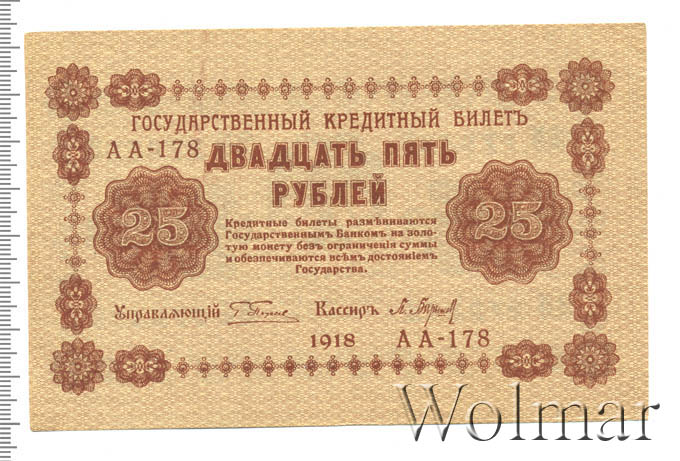 ГОСУДАРСТВЕННЫЙ КРЕДИТНЫЙ БИЛЕТЪ
АА-178 ДВАДЦАТЬ ПЯТЬ
РУБЛЕЙ
25 25
Кредитные билеты размѣниваются
Государственнымъ Банкомъ на золо-
тую монету безъ ограниченія суммы
и обезпечиваются всѣмъ достояніемъ
Государства.
Управляющій Кассиръ
1918 АА-178
Wolmar